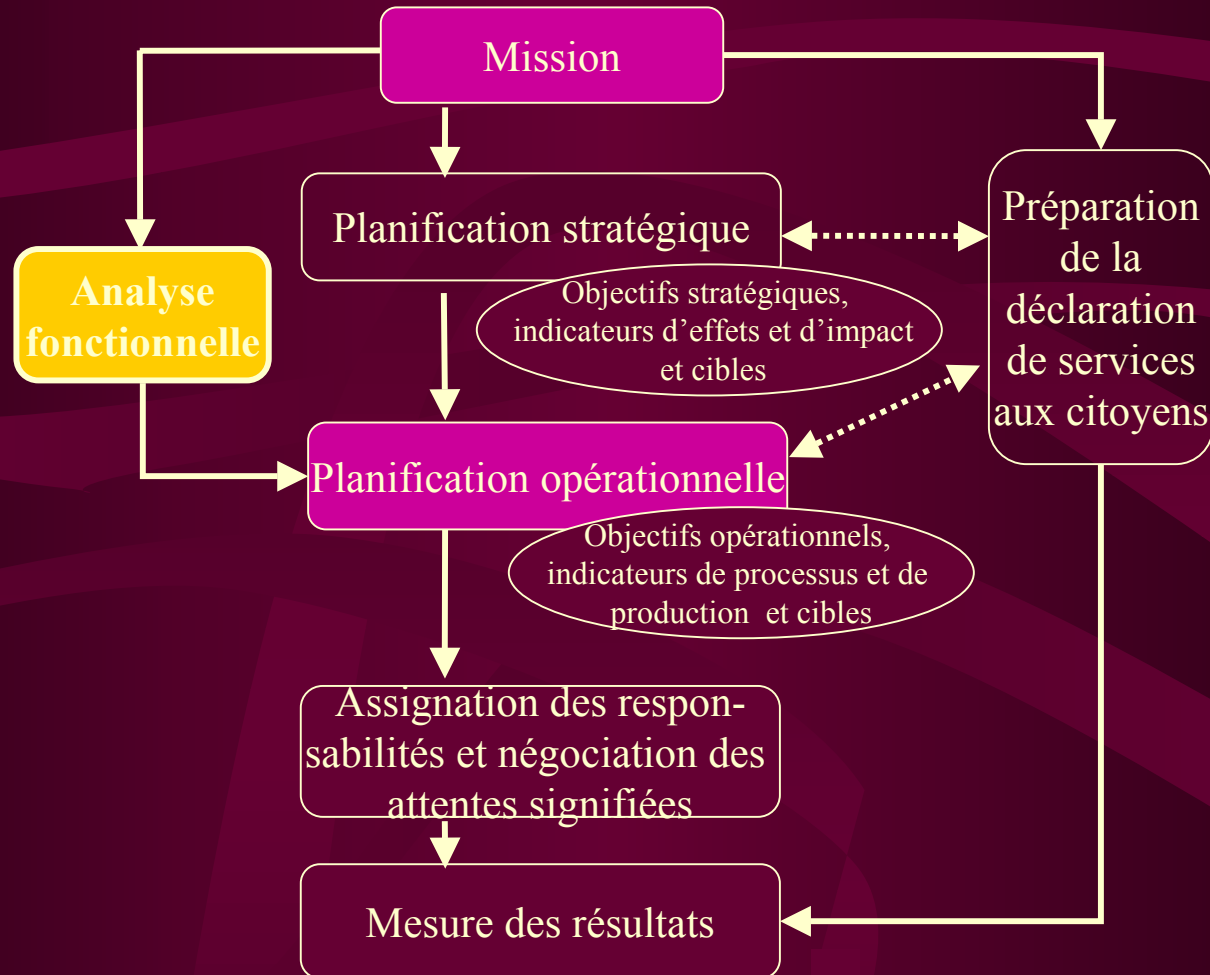 Mission
Planification stratégique
Objectifs stratégiques,
indicateurs d’effets et d’impact
et cibles
Préparation
de la
déclaration
de services
aux citoyens
Analyse
fonctionnelle
Planification opérationnelle
Objectifs opérationnels,
indicateurs de processus et de
production et cibles
Assignation des respon-
sabilités et négociation des
attentes signifiées
Mesure des résultats